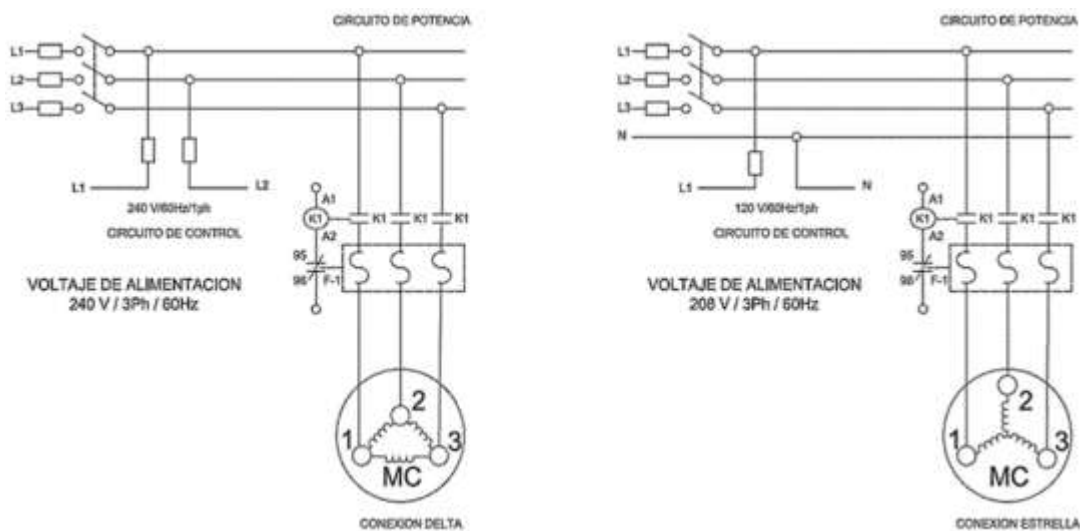 CIRCUITO DE POTENCIA
L1
L2
L3
L1
L2
240 V/60Hz/1ph
CIRCUITO DE CONTROL
VOLTAJE DE ALIMENTACION
240 V / 3Ph / 60Hz
A1
K1
K1
K1
K1
A2
95
96
F-1
2
1
3
MC
CONEXION DELTA
CIRCUITO DE POTENCIA
L1
L2
L3
N
L1
N
120 V/60Hz/1ph
CIRCUITO DE CONTROL
VOLTAJE DE ALIMENTACION
208 V / 3Ph / 60Hz
A1
K1
K1
K1
K1
A2
95
96
F-1
2
1
3
MC
CONEXION ESTRELLA